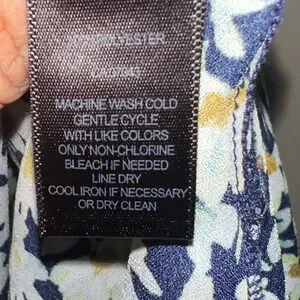 POLYESTER
MACHINE WASH COLD
GENTLE CYCLE
WITH LIKE COLORS
ONLY NON-CHLORINE
BLEACH IF NEEDED
LINE DRY
COOL IRON IF NECESSARY
OR DRY CLEAN